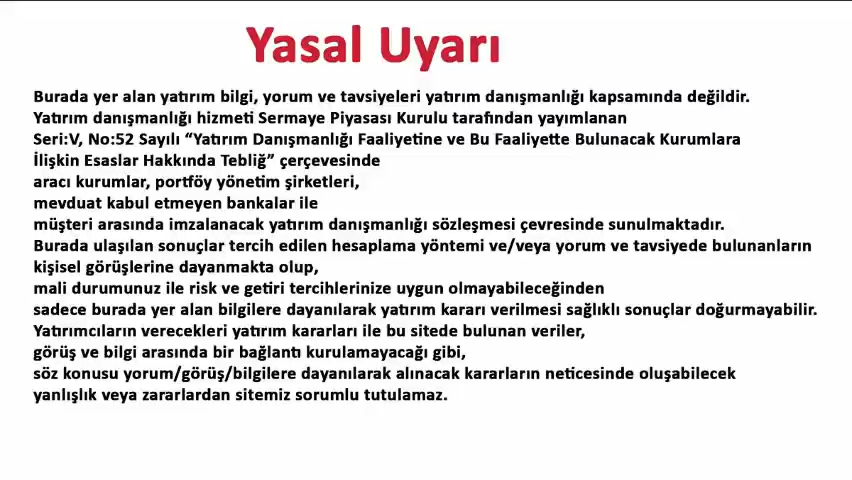 Yasal Uyarı
Burada yer alan yatırım bilgi, yorum ve tavsiyeleri yatırım danışmanlığı kapsamında değildir.
Yatırım danışmanlığı hizmeti Sermaye Piyasası Kurulu tarafından yayımlanan
Seri:V, No:52 Sayılı “Yatırım Danışmanlığı Faaliyetine ve Bu Faaliyette Bulunacak Kurumlara
İlişkin Esaslar Hakkında Tebliğ” çerçevesinde
aracı kurumlar, portföy yönetim şirketleri,
mevduat kabul etmeyen bankalar ile
müşteri arasında imzalanacak yatırım danışmanlığı sözleşmesi çevresinde sunulmaktadır.
Burada ulaşılan sonuçlar tercih edilen hesaplama yöntemi ve/veya yorum ve tavsiyede bulunanların
kişisel görüşlerine dayanmakta olup,
mali durumunuz ile risk ve getiri tercihlerinize uygun olmayabileceğinden
sadece burada yer alan bilgilere dayanılarak yatırım kararı verilmesi sağlıklı sonuçlar doğurmayabilir.
Yatırımcıların verecekleri yatırım kararları ile bu sitede bulunan veriler,
görüş ve bilgi arasında bir bağlantı kurulamayacağı gibi,
söz konusu yorum/görüş/bilgilere dayanılarak alınacak kararların neticesinde oluşabilecek
yanlışlık veya zararlardan sitemiz sorumlu tutulamaz.